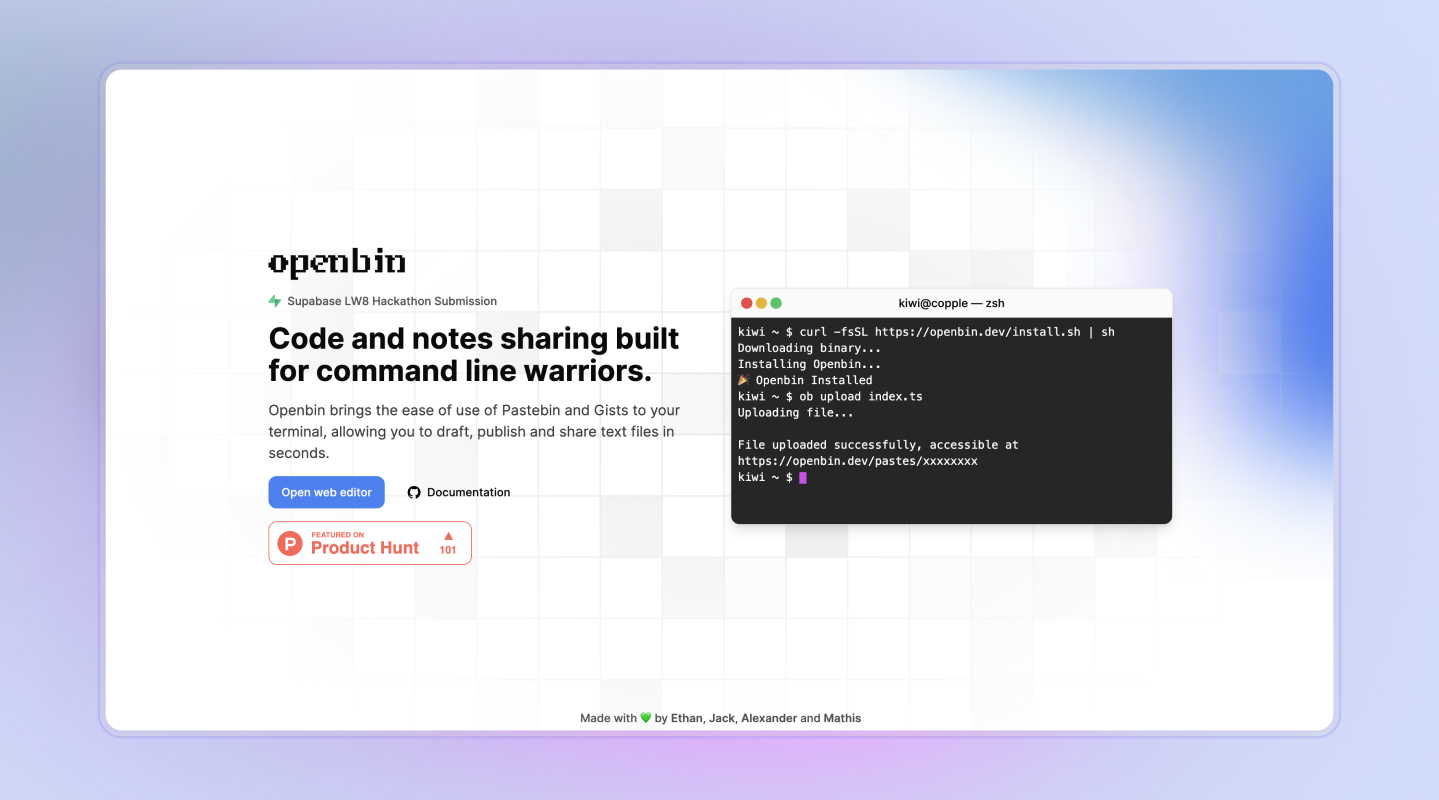 openbin
Supabase LW8 Hackathon Submission
Code and notes sharing built
for command line warriors.
Openbin brings the ease of use of Pastebin and Gists to your
terminal, allowing you to draft, publish and share text files in
seconds.
Open web editor
Documentation
P
FEATURED ON
Product Hunt
▲
101
kiwi@copple — zsh
kiwi ~ $ curl -fsSL https://openbin.dev/install.sh | sh
Downloading binary...
Installing Openbin...
🎉 Openbin Installed
kiwi ~ $ ob upload index.ts
Uploading file...
File uploaded successfully, accessible at
https://openbin.dev/pastes/xxxxxxxx
kiwi ~ $
Made with 💚 by Ethan, Jack, Alexander and Mathis